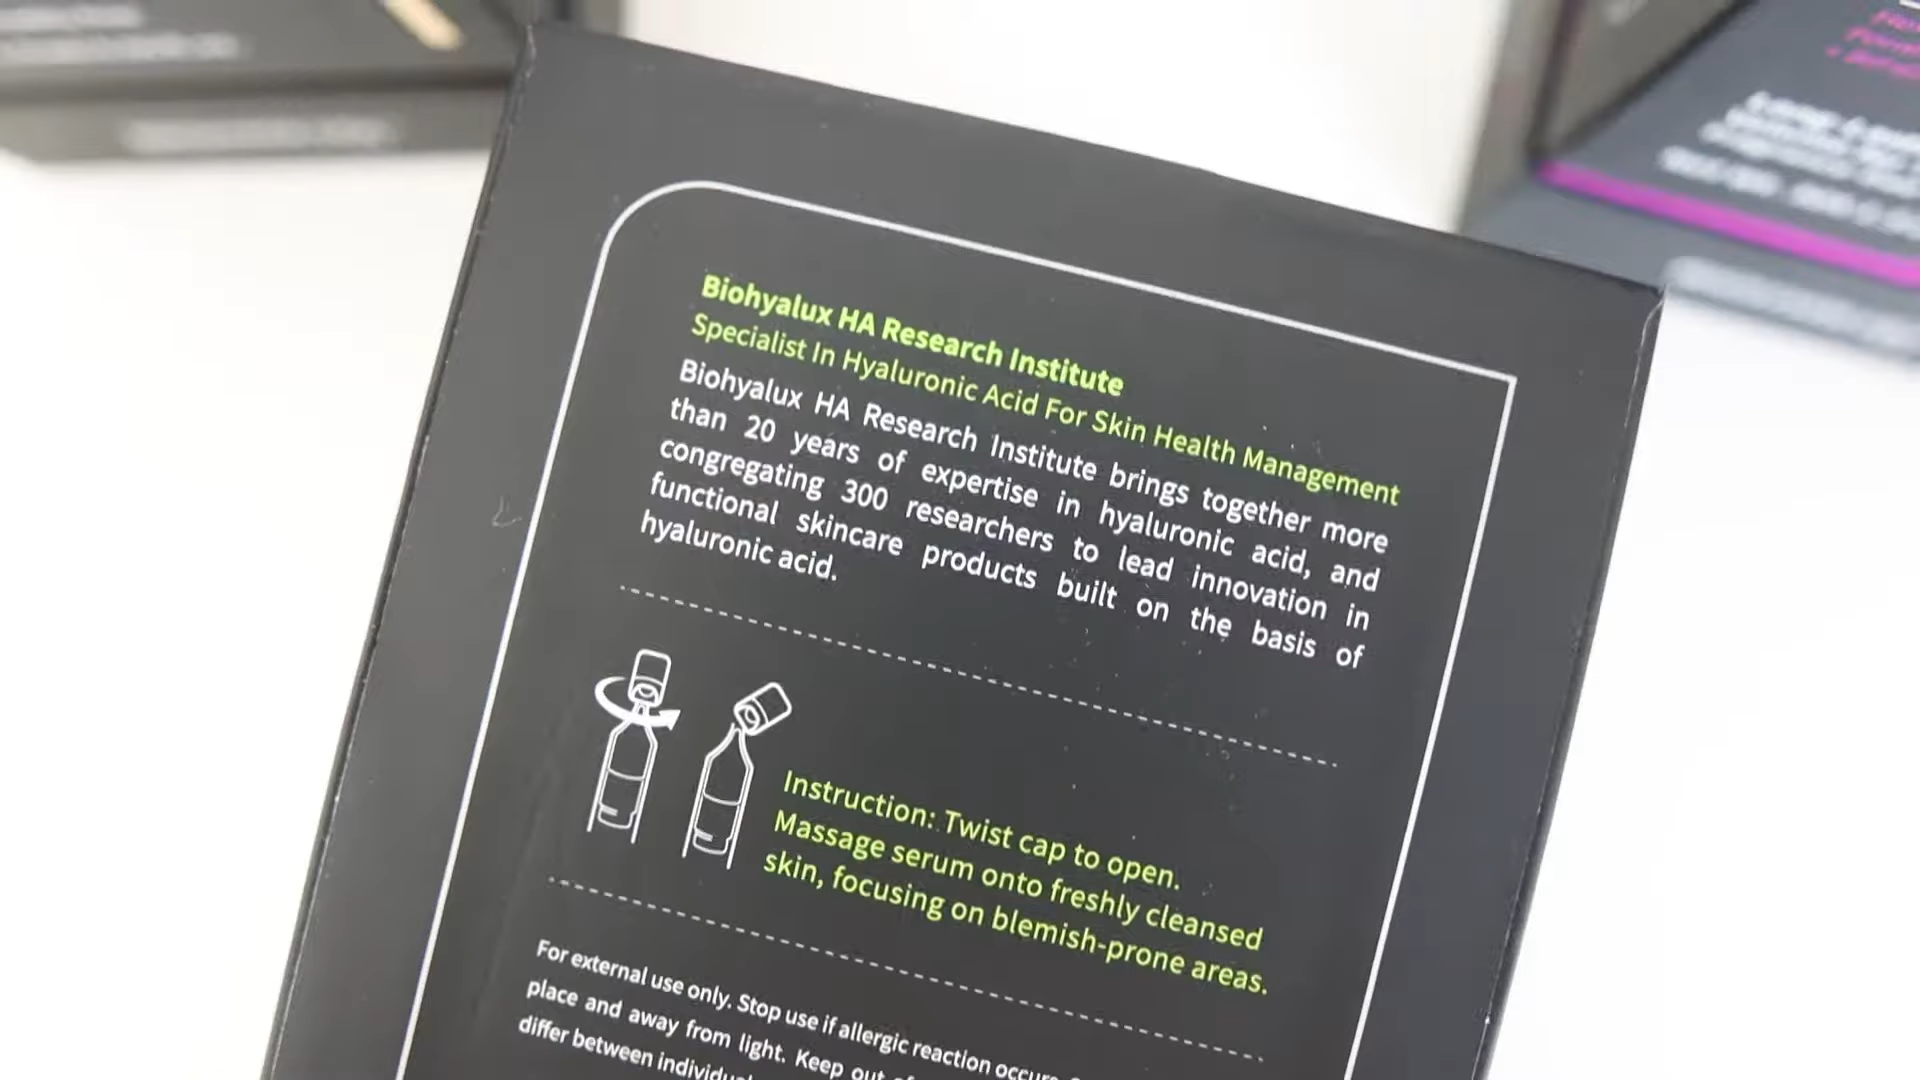 Biohyalux HA Research Institute
Specialist In Hyaluronic Acid For Skin Health Management
Biohyalux HA Research Institute brings together more
than 20 years of expertise in hyaluronic acid, and
congregating 300 researchers to lead innovation in
functional skincare products built on the basis of
hyaluronic acid.
Instruction: Twist cap to open.
Massage serum onto freshly cleansed
skin, focusing on blemish-prone areas.
For external use only. Stop use if allergic reaction occurs.
place and away from light. Keep out of
differ between